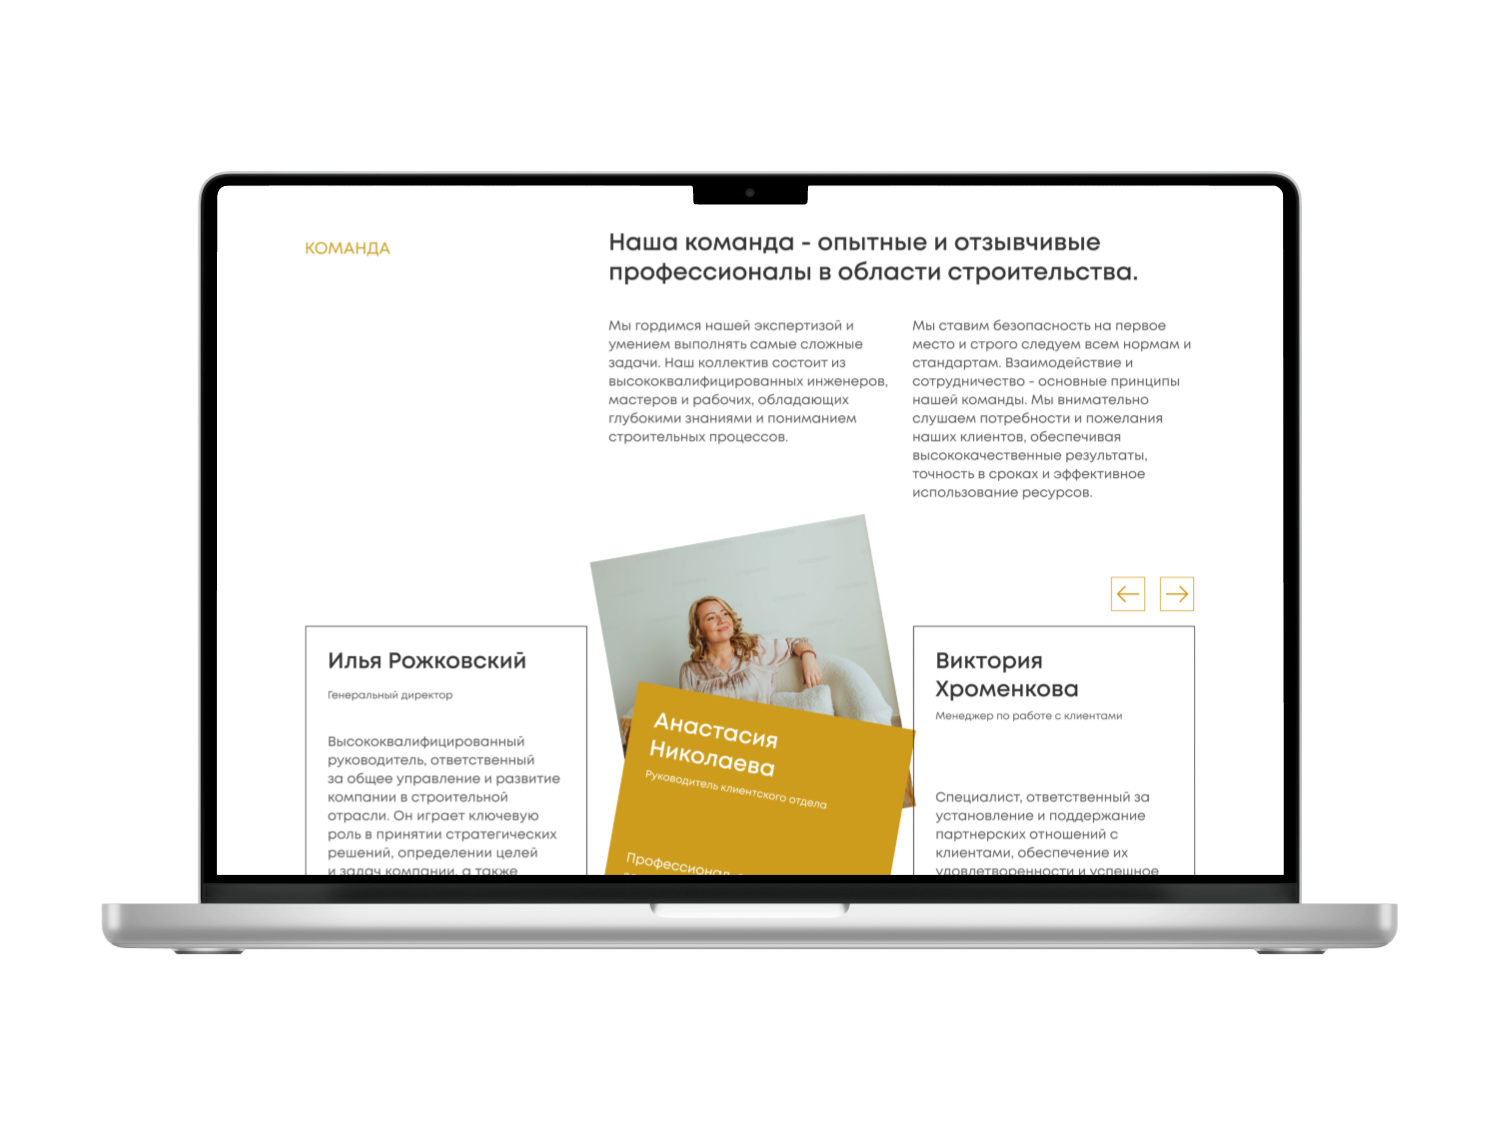 КОМАНДА
Наша команда - опытные и отзывчивые
профессионалы в области строительства.
Мы гордимся нашей экспертизой и
умением выполнять самые сложные
задачи. Наш коллектив состоит из
высококвалифицированных инженеров,
мастеров и рабочих, обладающих
глубокими знаниями и пониманием
строительных процессов.
Мы ставим безопасность на первое
место и строго следуем всем нормам и
стандартам. Взаимодействие и
сотрудничество - основные принципы
нашей команды. Мы внимательно
слушаем потребности и пожелания
наших клиентов, обеспечивая
высококачественные результаты,
точность в сроках и эффективное
использование ресурсов.
Илья Рожковский
Генеральный директор
Высококвалифицированный
руководитель, ответственный
за общее управление и развитие
компании в строительной
отрасли. Он играет ключевую
роль в принятии стратегических
решений, определении целей
и задач компании, а также
Анастасия
Николаева
Руководитель клиентского отдела
Виктория
Хроменкова
Менеджер по работе с клиентами
Специалист, ответственный за
установление и поддержание
партнерских отношений с
клиентами, обеспечение их
удовлетворенности и успешное